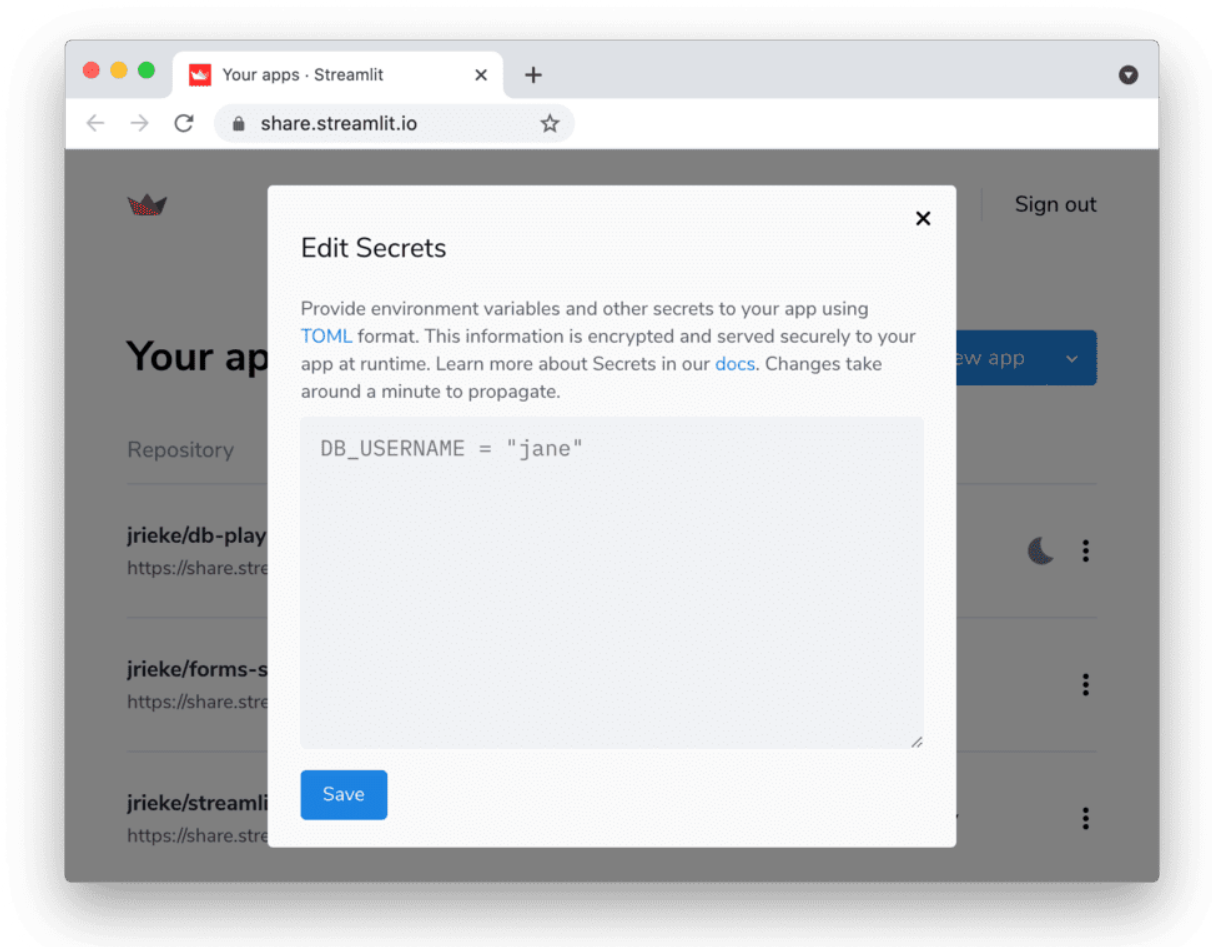 Your apps · Streamlit
share.streamlit.io
Sign out
Edit Secrets
Provide environment variables and other secrets to your app using
TOML format. This information is encrypted and served securely to your
app at runtime. Learn more about Secrets in our docs. Changes take
around a minute to propagate.
Your ap
ew app
Repository
DB_USERNAME = "jane"
jrieke/db-play
https://share.stre
jrieke/forms-s
https://share.stre
Save
jrieke/streamli
https://share.stre